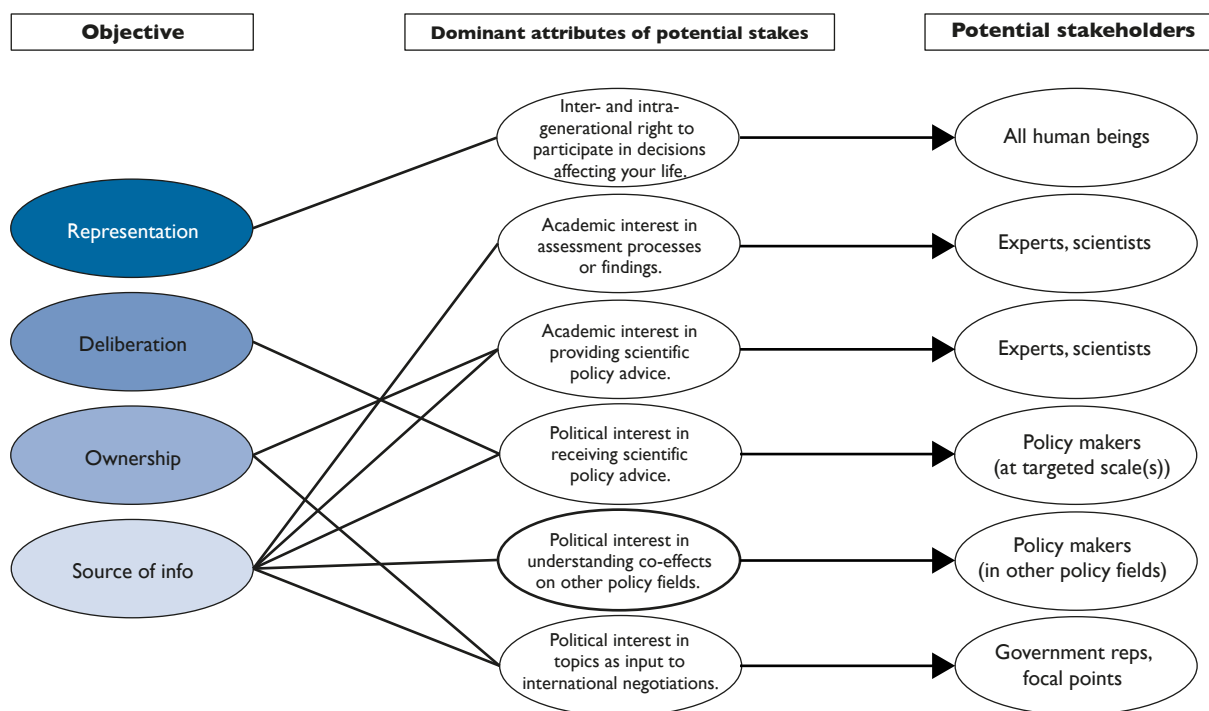 Objective
Dominant attributes of potential stakes
Potential stakeholders
Representation
Deliberation
Ownership
Source of info
Inter- and intra-
generational right to
participate in decisions
affecting your life.
Academic interest in
assessment processes
or findings.
Academic interest in
providing scientific
policy advice.
Political interest in
receiving scientific
policy advice.
Political interest in
understanding co-effects
on other policy fields.
Political interest in
topics as input to
international negotiations.
All human beings
Experts, scientists
Experts, scientists
Policy makers
(at targeted scale(s))
Policy makers
(in other policy fields)
Government reps,
focal points